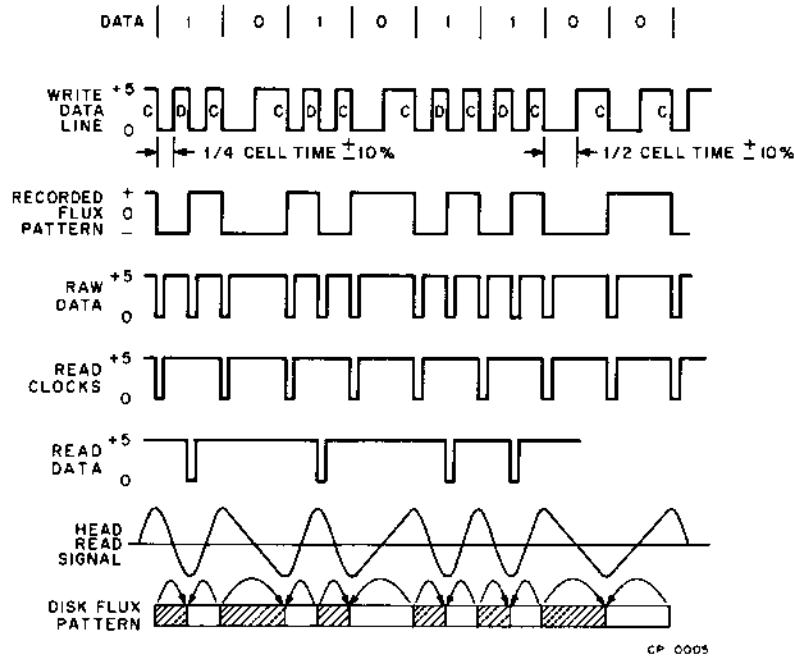 DATA | 1 | 0 | 1 | 0 | 1 | 1 | 0 | 0 |
WRITE DATA LINE +5 0 C D C C D C C D C D C C C
1/4 CELL TIME ± 10% 1/2 CELL TIME ± 10%
RECORDED FLUX PATTERN + 0 −
RAW DATA +5 0
READ CLOCKS +5 0
READ DATA +5 0
HEAD READ SIGNAL
DISK FLUX PATTERN
CP 0005